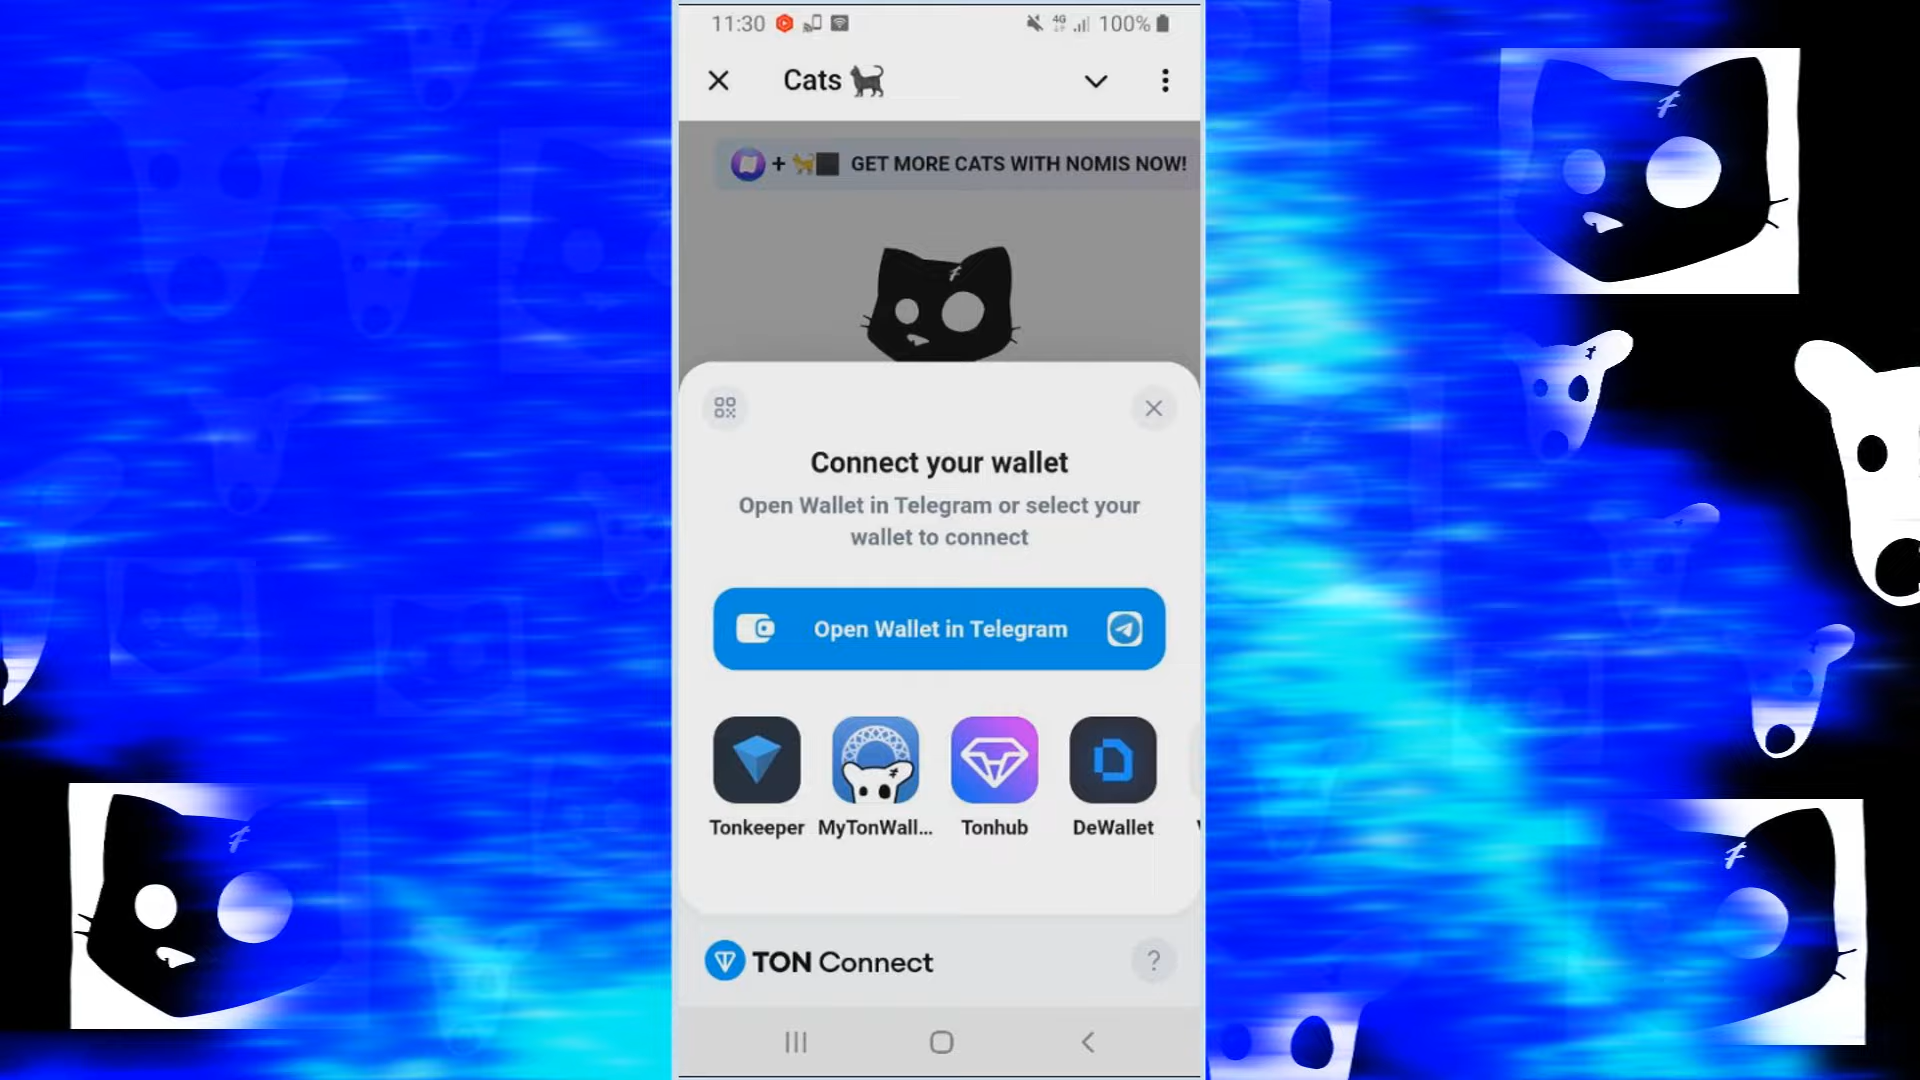 11:30
4G
100%
Cats
+ GET MORE CATS WITH NOMIS NOW!
Connect your wallet
Open Wallet in Telegram or select your
wallet to connect
Open Wallet in Telegram
Tonkeeper MyTonWall... Tonhub DeWallet
TON Connect ?